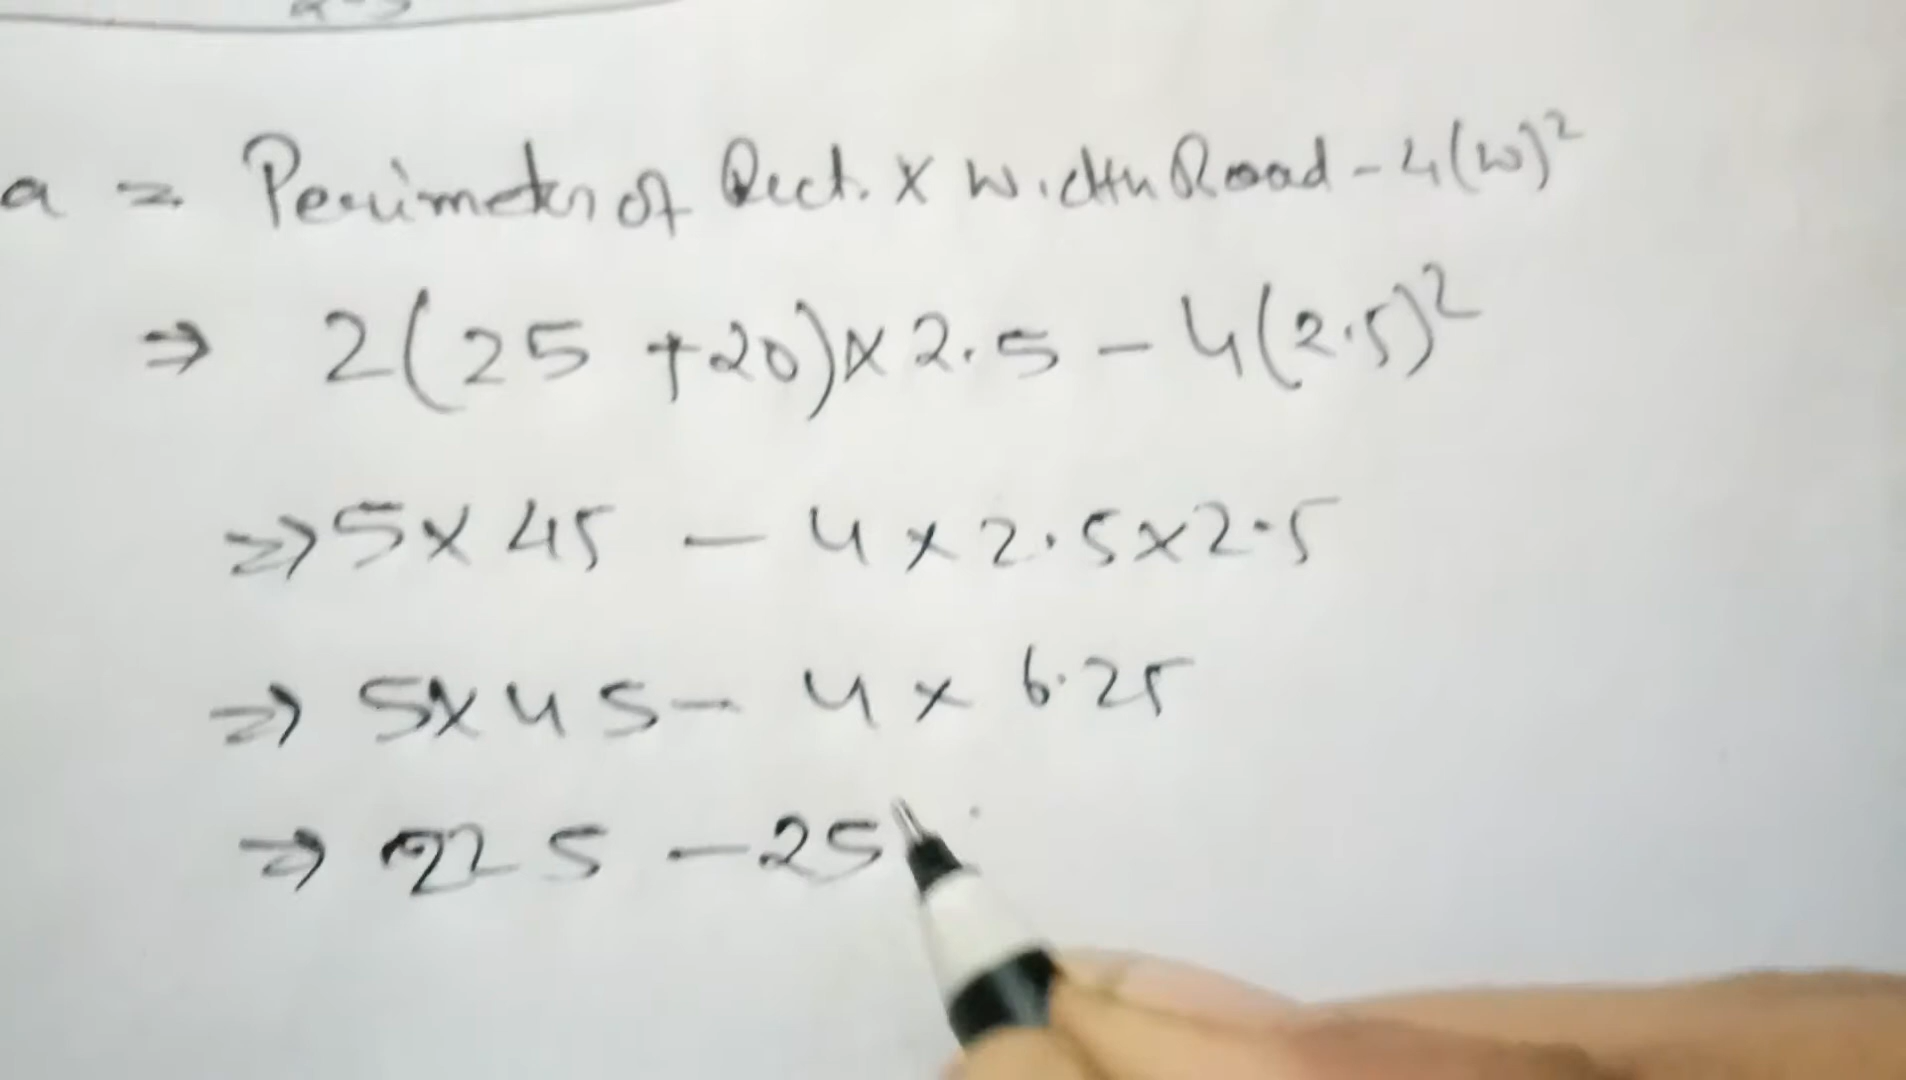 a = Perimeter of Rect. × Width Road - 4(w)²
⇒ 2(25 +20)×2.5 - 4(2.5)²
⇒ 5×45 - 4×2.5×2.5
⇒ 5×45 - 4×6.25
⇒ 225 - 25